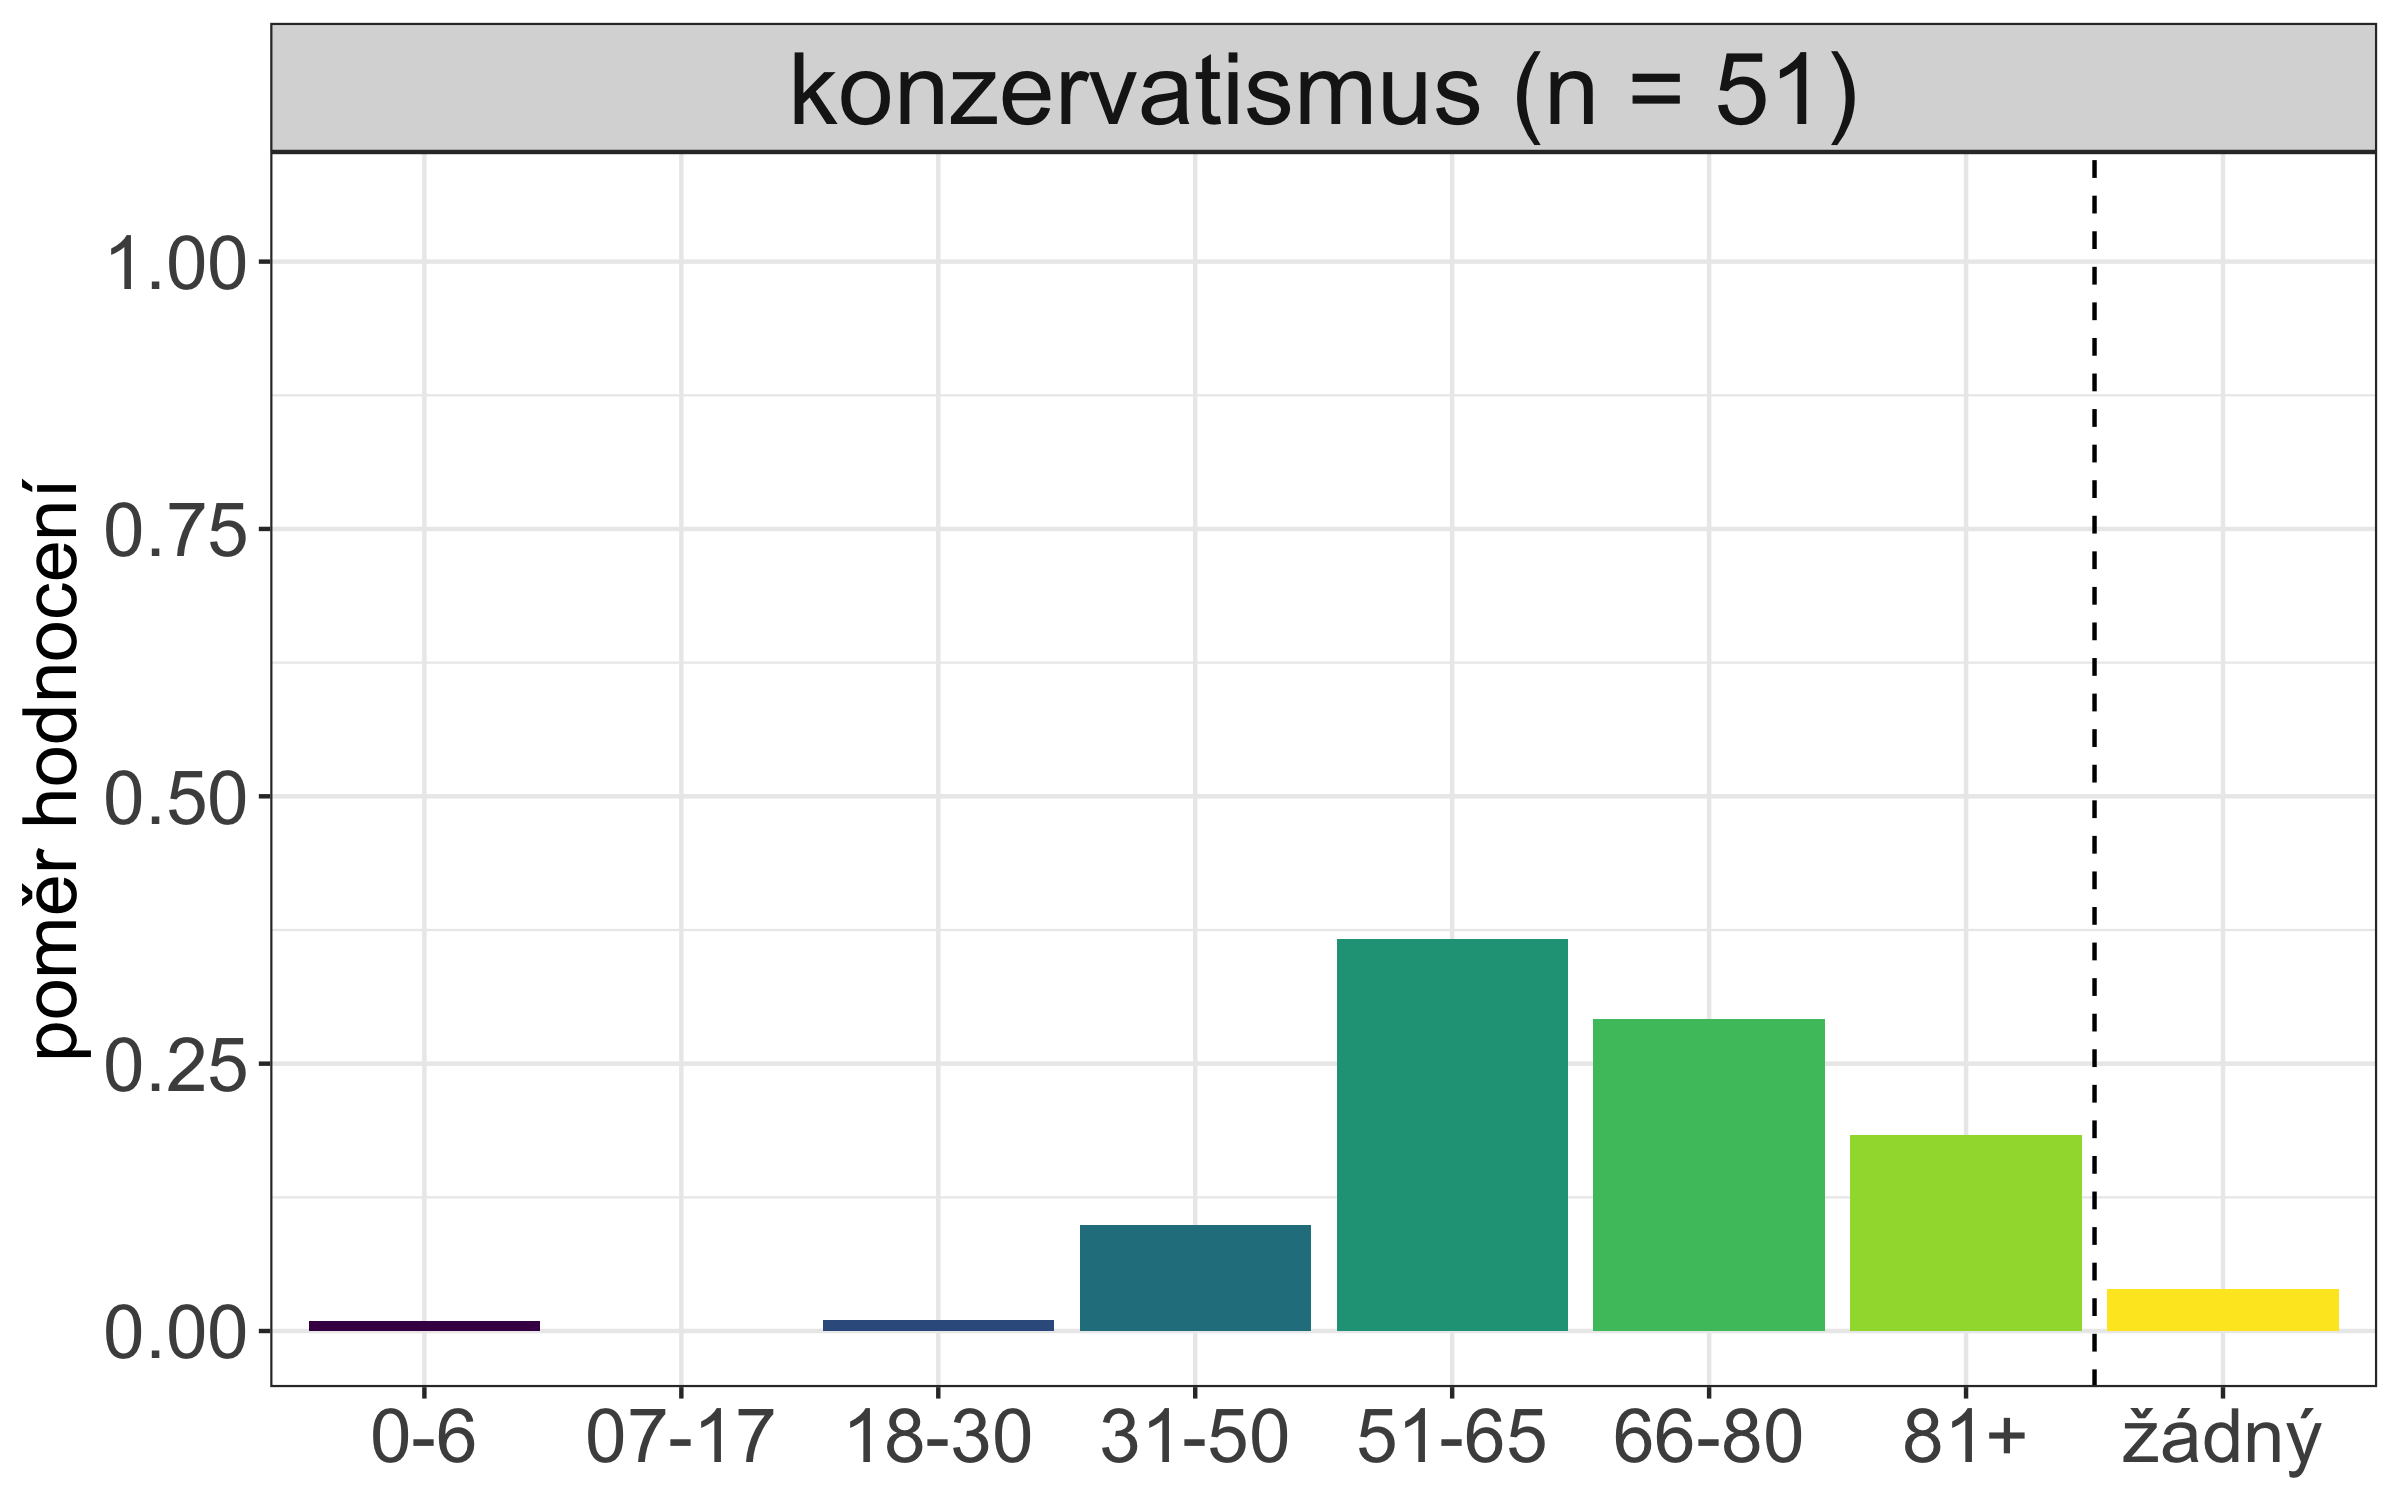 konzervatismus (n = 51)
poměr hodnocení
1.00
0.75
0.50
0.25
0.00
0-6 07-17 18-30 31-50 51-65 66-80 81+ žádný